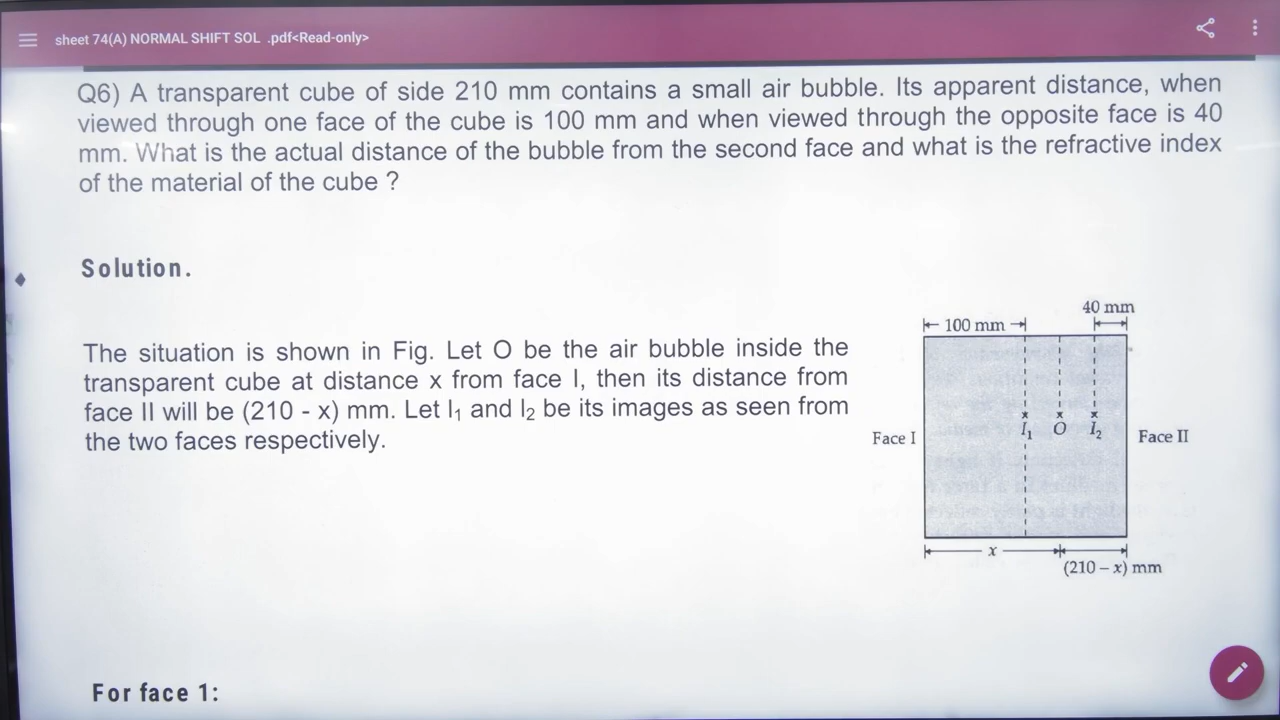 sheet 74(A) NORMAL SHIFT SOL .pdf<Read-only>
Q6) A transparent cube of side 210 mm contains a small air bubble. Its apparent distance, when
viewed through one face of the cube is 100 mm and when viewed through the opposite face is 40
mm. What is the actual distance of the bubble from the second face and what is the refractive index
of the material of the cube ?
Solution.
The situation is shown in Fig. Let O be the air bubble inside the
transparent cube at distance x from face I, then its distance from
face II will be (210 - x) mm. Let I₁ and I₂ be its images as seen from
the two faces respectively.
40 mm
100 mm
I₁ O I₂
Face I
Face II
x
(210 – x) mm
For face 1: